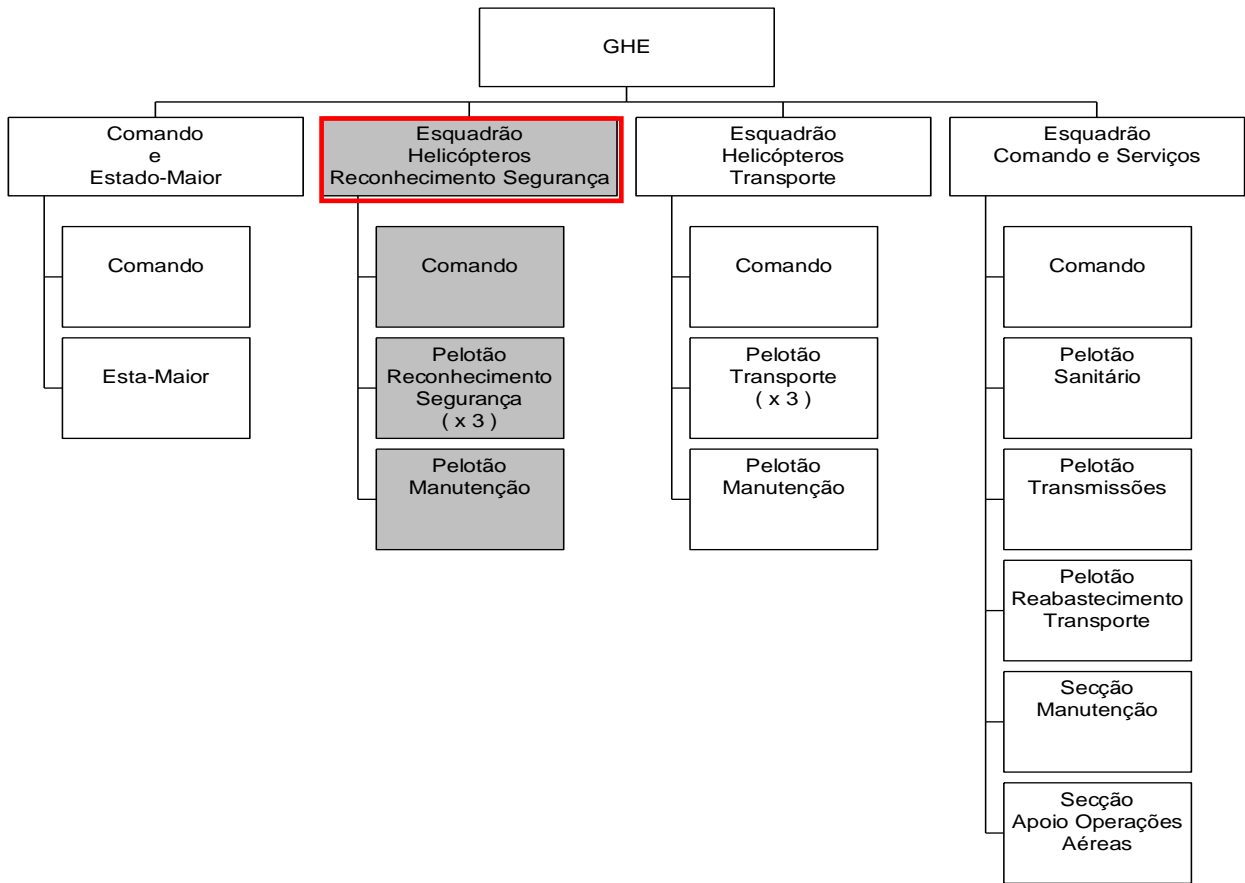 GHE
Comando
e
Estado-Maior
Esquadrão
Helicópteros
Reconhecimento Segurança
Esquadrão
Helicópteros
Transporte
Esquadrão
Comando e Serviços
Comando
Esta-Maior
Comando
Pelotão
Reconhecimento
Segurança
( x 3 )
Pelotão
Manutenção
Comando
Pelotão
Transporte
( x 3 )
Pelotão
Manutenção
Comando
Pelotão
Sanitário
Pelotão
Transmissões
Pelotão
Reabastecimento
Transporte
Secção
Manutenção
Secção
Apoio Operações
Aéreas